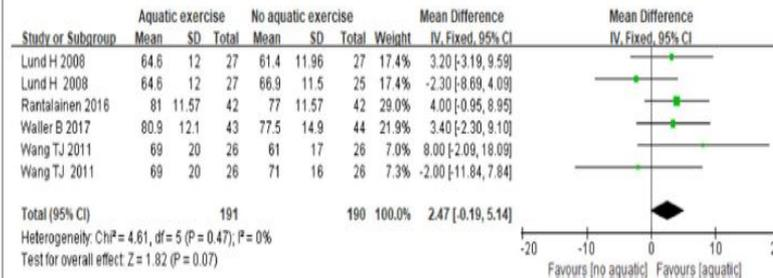 Aquatic exercise No aquatic exercise Mean Difference Mean Difference
Study or Subgroup Mean SD Total Mean SD Total Weight IV, Fixed, 95% CI IV, Fixed, 95% CI
Lund H 2008 64.6 12 27 61.4 11.96 27 17.4% 3.20 [-3.19, 9.59]
Lund H 2008 64.6 12 27 66.9 11.5 25 17.4% -2.30 [-8.69, 4.09]
Rantalainen 2016 81 11.57 42 77 11.57 42 29.0% 4.00 [-0.95, 8.95]
Waller B 2017 80.9 12.1 43 77.5 14.9 44 21.9% 3.40 [-2.30, 9.10]
Wang TJ 2011 69 20 26 61 17 26 7.0% 8.00 [-2.09, 18.09]
Wang TJ 2011 69 20 26 71 16 26 7.3% -2.00 [-11.84, 7.84]
Total (95% CI) 191 190 100.0% 2.47 [-0.19, 5.14]
Heterogeneity: Chi² = 4.61, df = 5 (P = 0.47); I² = 0%
Test for overall effect: Z = 1.82 (P = 0.07)
-20 -10 0 10
Favours [no aquatic] Favours [aquatic]